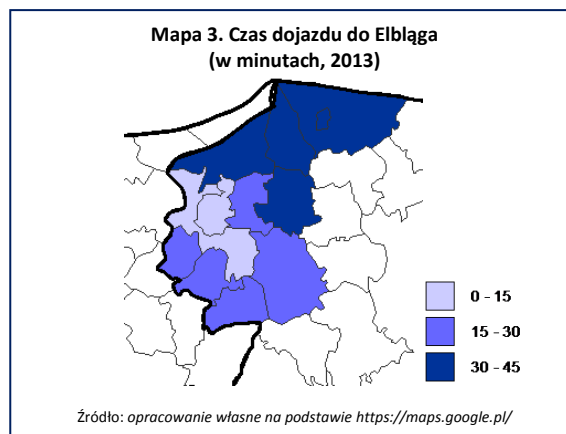 Mapa 3. Czas dojazdu do Elbląga
(w minutach, 2013)
0 - 15
15 - 30
30 - 45
Źródło: opracowanie własne na podstawie https://maps.google.pl/